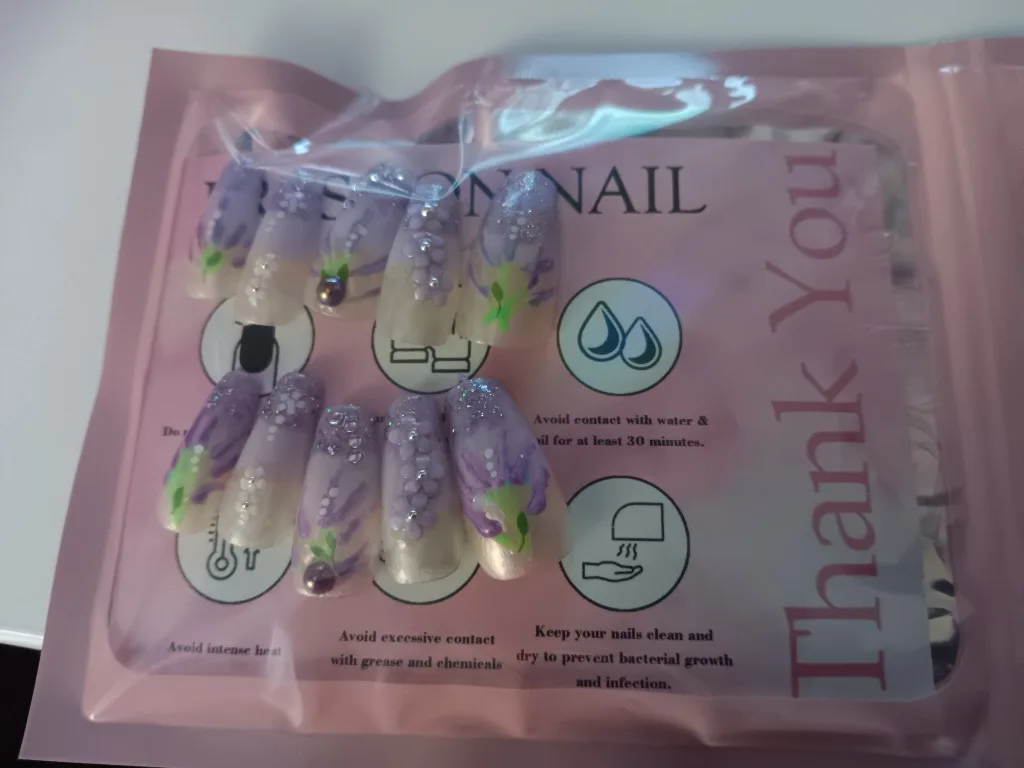 NAIL
Thank You
Do
Avoid contact with water &
oil for at least 30 minutes.
Avoid intense heat
Avoid excessive contact
with grease and chemicals
Keep your nails clean and
dry to prevent bacterial growth
and infection.